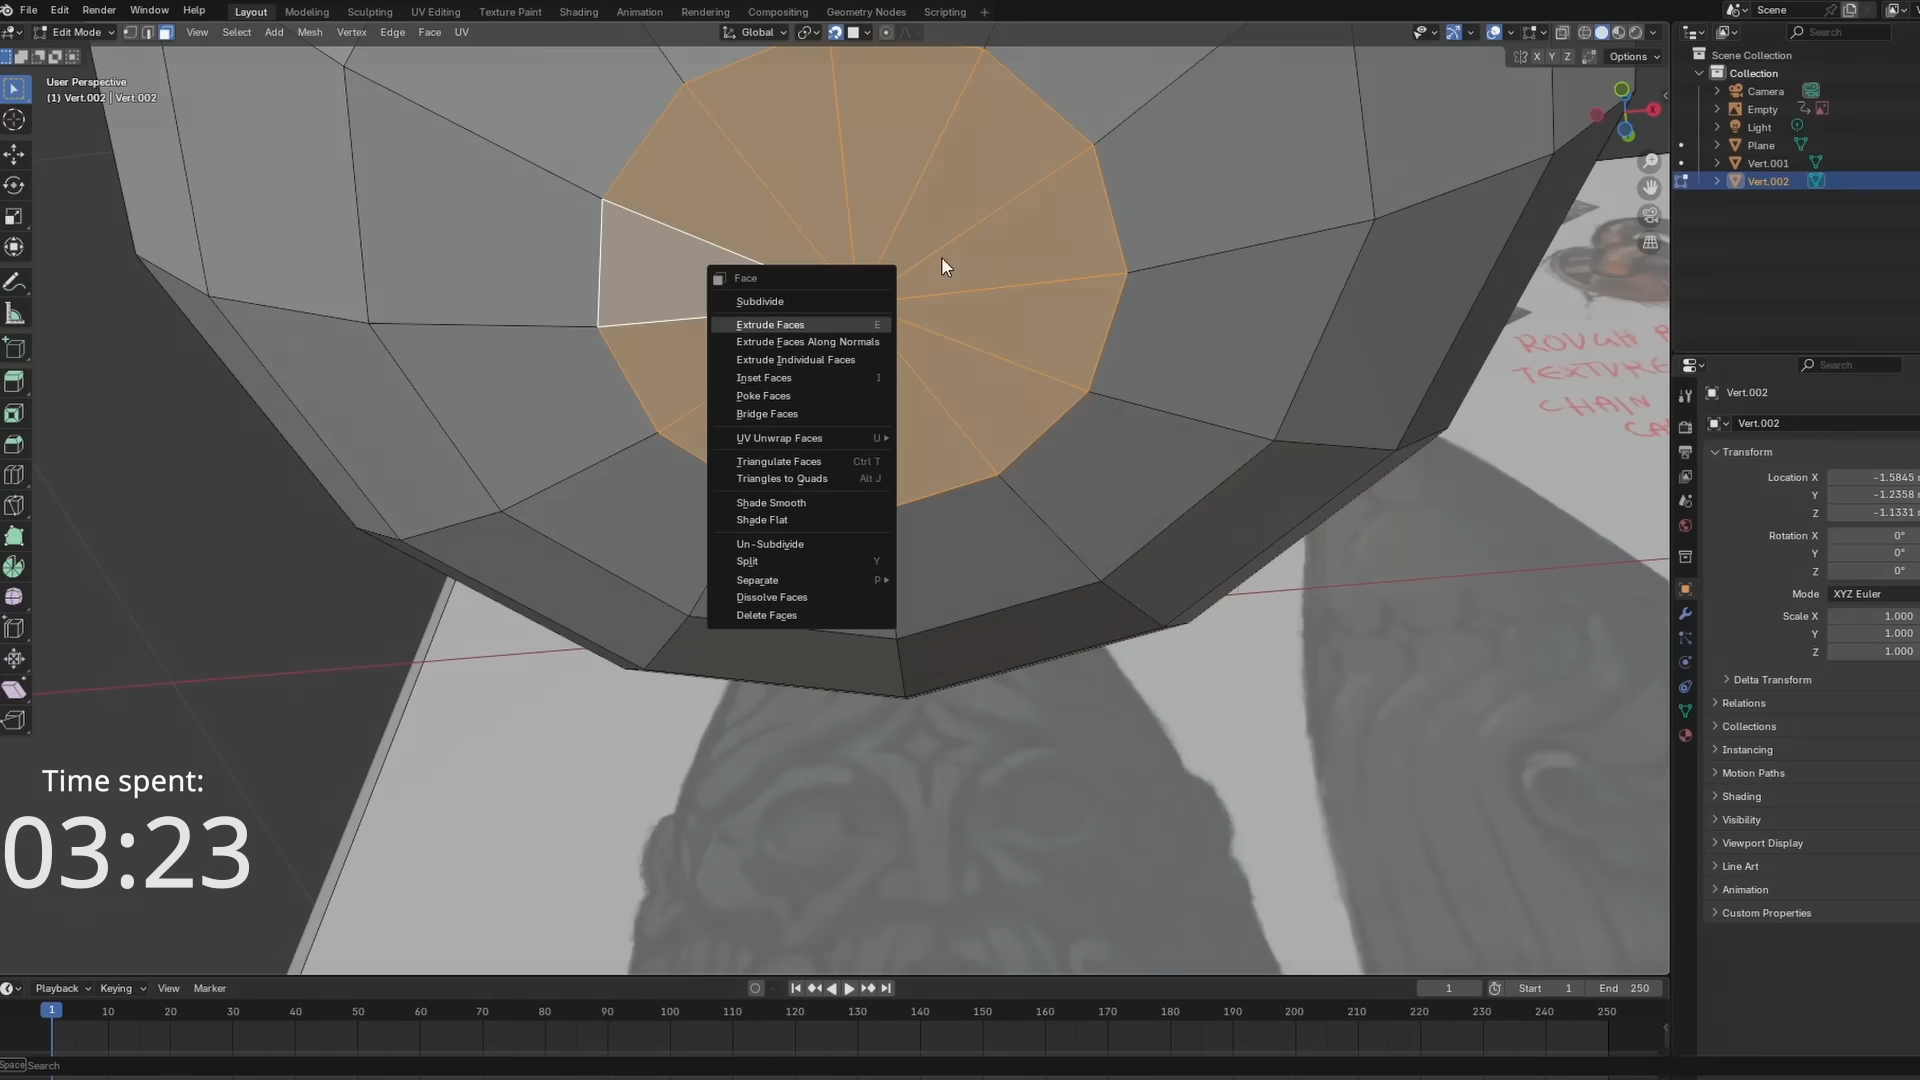 File Edit Render Window Help
Layout Modeling Sculpting UV Editing Texture Paint Shading Animation Rendering Compositing Geometry Nodes Scripting +
Scene
Edit Mode View Select Add Mesh Vertex Edge Face UV
Global
Search
X Y Z
Options
User Perspective
(1) Vert.002 | Vert.002
Scene Collection
Collection
Camera
Empty
Light
Plane
Vert.001
Vert.002
X
Face
Subdivide
Extrude Faces E
Extrude Faces Along Normals
Extrude Individual Faces
Inset Faces I
Poke Faces
Bridge Faces
UV Unwrap Faces U
Triangulate Faces Ctrl T
Triangles to Quads Alt J
Shade Smooth
Shade Flat
Un-Subdivide
Split Y
Separate P
Dissolve Faces
Delete Faces
ROUGH
TEXTURE
CHAIN
Search
Vert.002
Vert.002
Transform
Location X -1.5845
Y -1.2358
Z -1.1331
Rotation X 0°
Y 0°
Z 0°
Mode XYZ Euler
Scale X 1.000
Y 1.000
Z 1.000
Delta Transform
Relations
Collections
Instancing
Motion Paths
Shading
Visibility
Viewport Display
Line Art
Animation
Custom Properties
Time spent:
03:23
Playback Keying View Marker
1 Start 1 End 250
1 10 20 30 40 50 60 70 80 90 100 110 120 130 140 150 160 170 180 190 200 210 220 230 240 250
Space Search